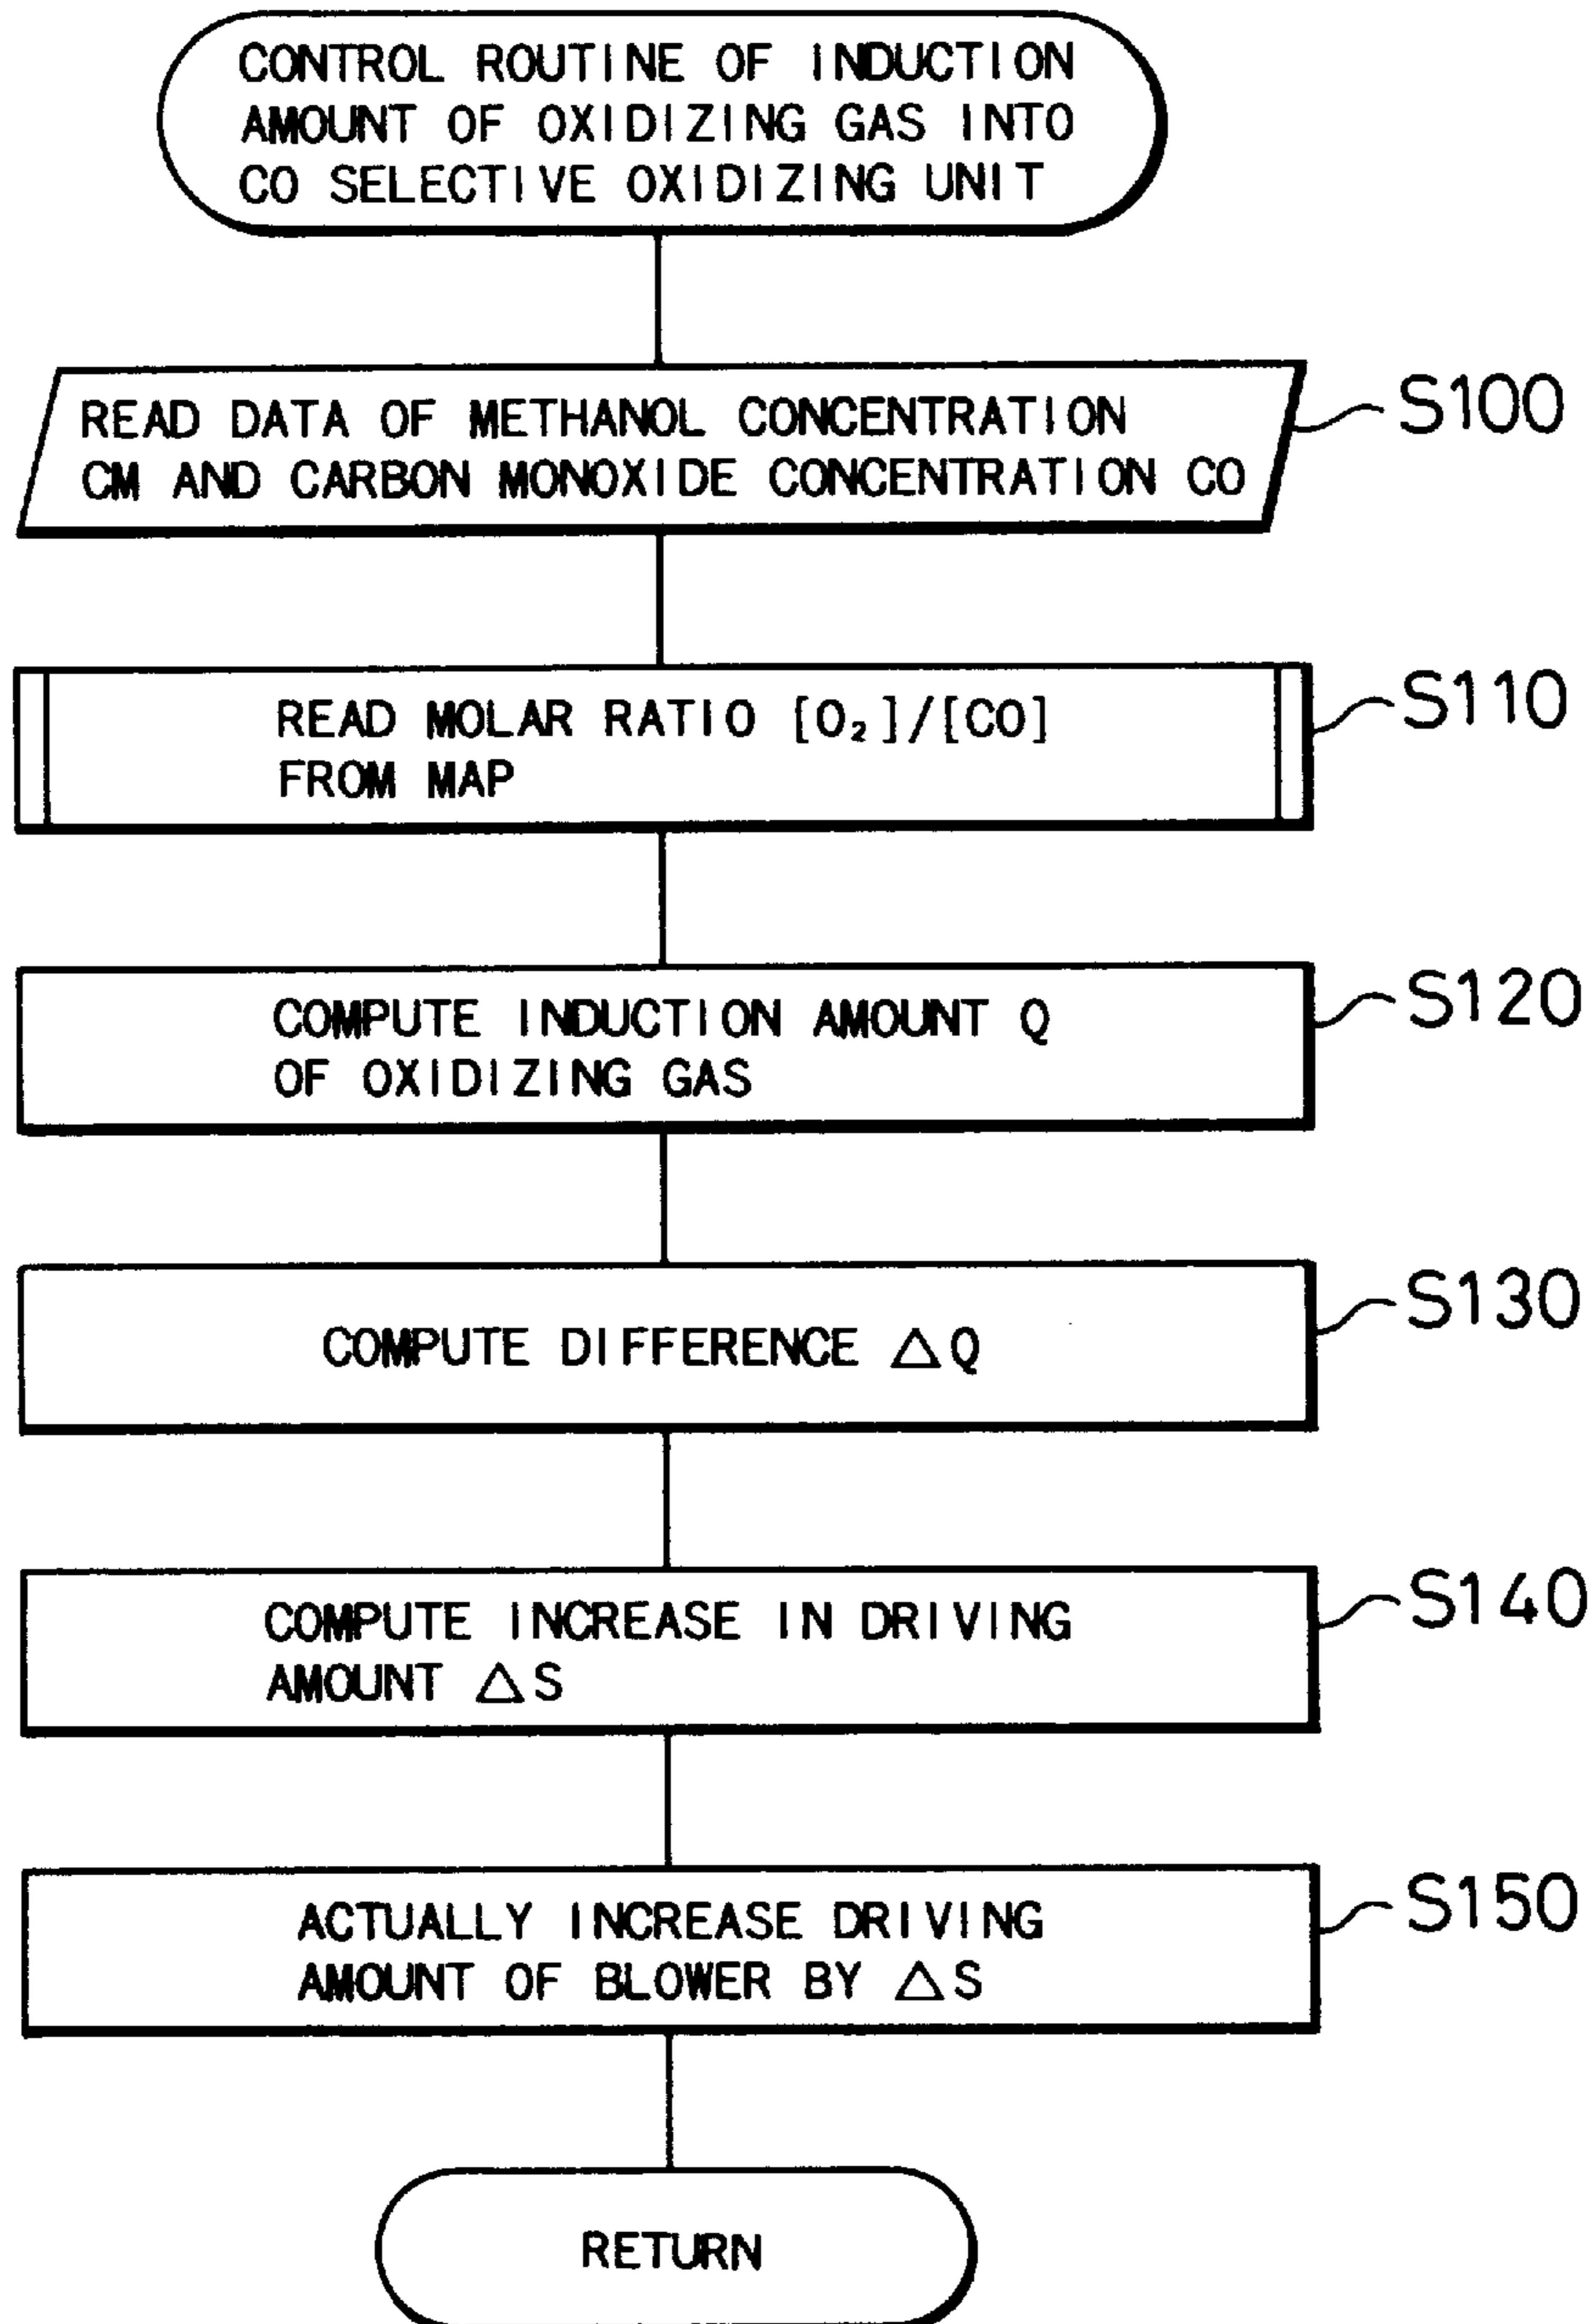 CONTROL ROUTINE OF INDUCTION
AMOUNT OF OXIDIZING GAS INTO
CO SELECTIVE OXIDIZING UNIT
READ DATA OF METHANOL CONCENTRATION
CM AND CARBON MONOXIDE CONCENTRATION CO
S100
READ MOLAR RATIO [O₂]/[CO]
FROM MAP
S110
COMPUTE INDUCTION AMOUNT Q
OF OXIDIZING GAS
S120
COMPUTE DIFFERENCE △Q
S130
COMPUTE INCREASE IN DRIVING
AMOUNT △S
S140
ACTUALLY INCREASE DRIVING
AMOUNT OF BLOWER BY △S
S150
RETURN